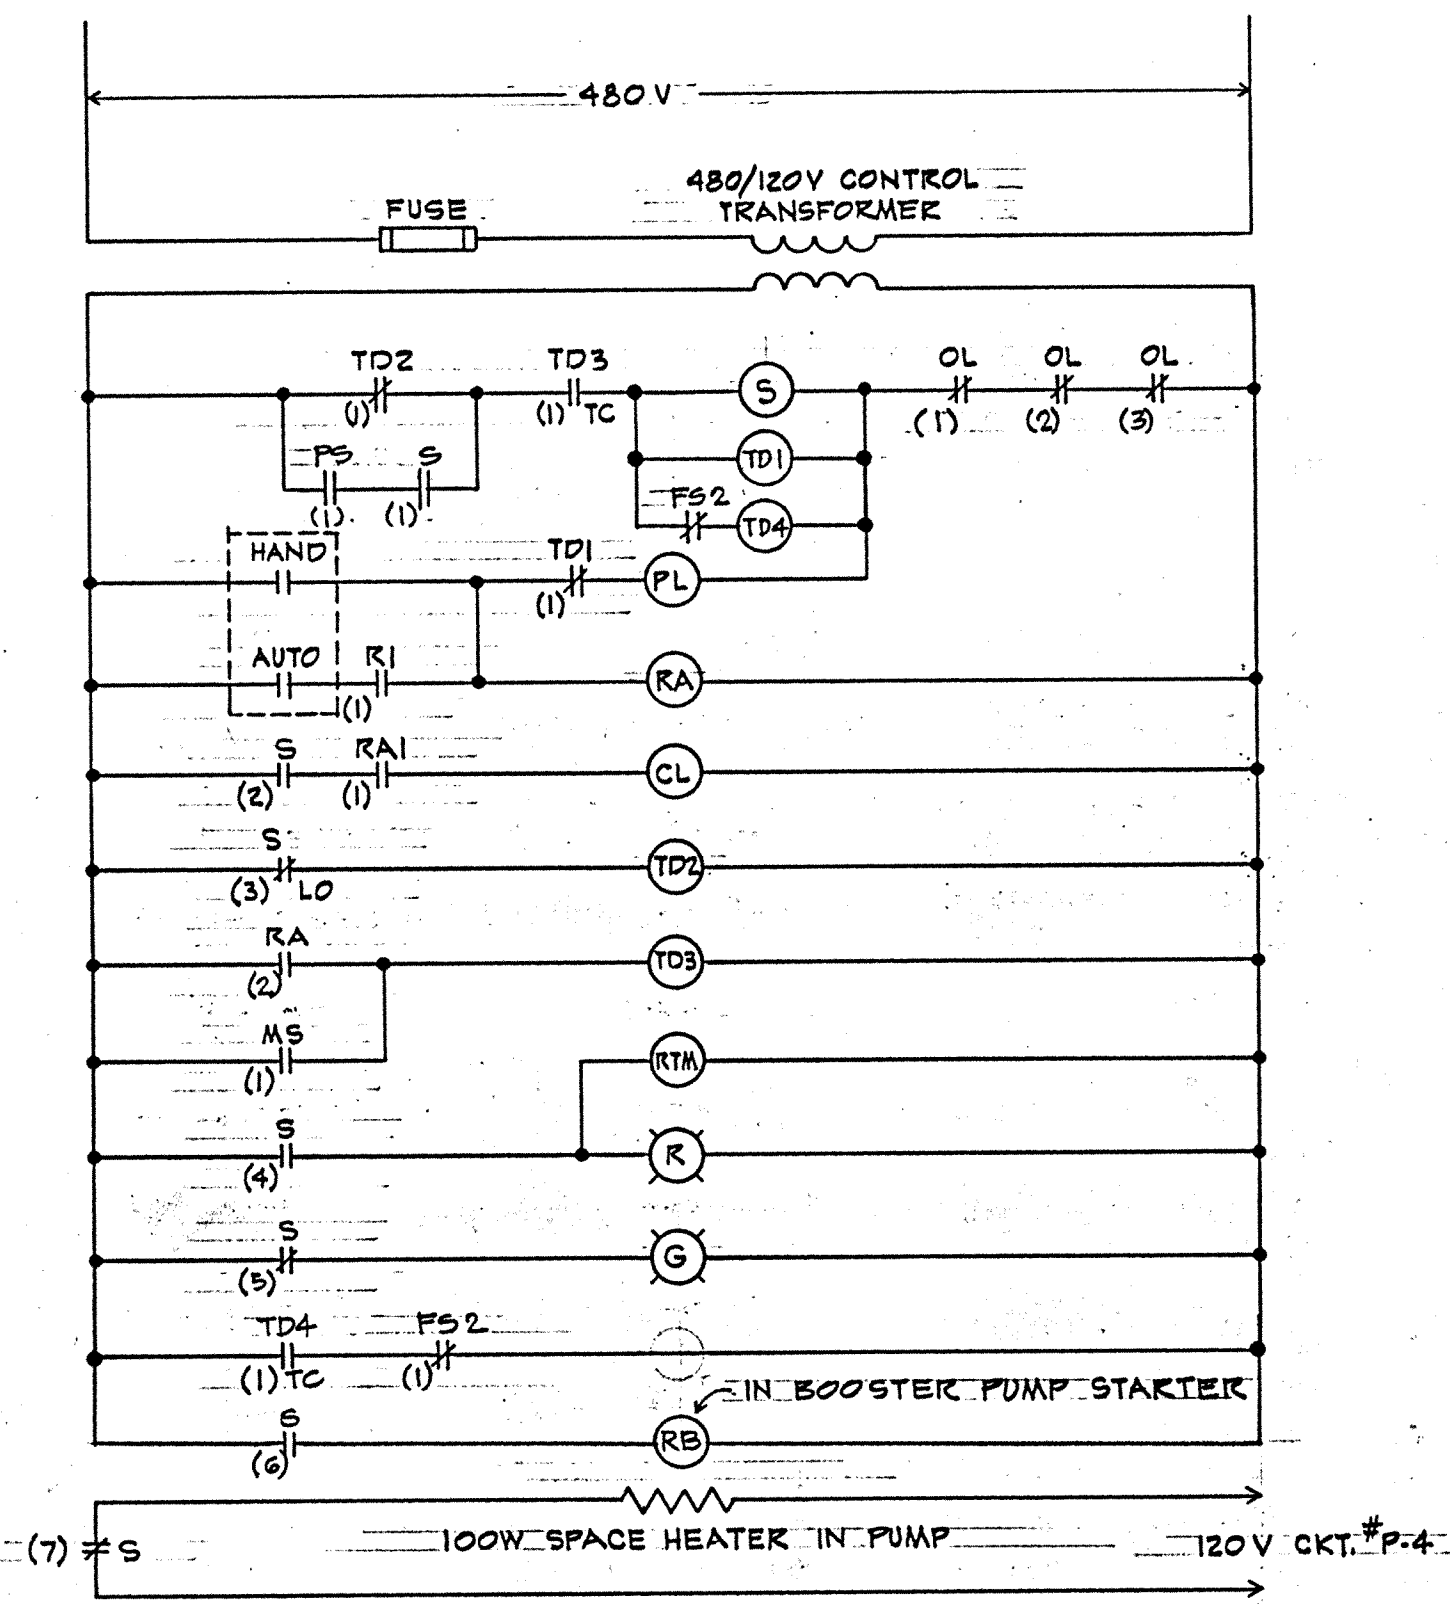 480 V
480/120V CONTROL
TRANSFORMER
FUSE
TD2
TD3
S
OL
OL
OL
(1)
(1) TC
(1)
(2)
(3)
PS
S
TD1
(1)
(1)
FS2
TD4
HAND
TD1
PL
(1)
AUTO
R1
RA
(1)
S
RA1
CL
(2)
(1)
S
TD2
(3) LO
RA
TD3
(2)
MS
RTM
(1)
S
R
(4)
S
G
(5)
TD4
FS2
(1) TC
(1)
IN BOOSTER PUMP STARTER
S
RB
(6)
100W SPACE HEATER IN PUMP
(7) S
120V CKT. #P-4